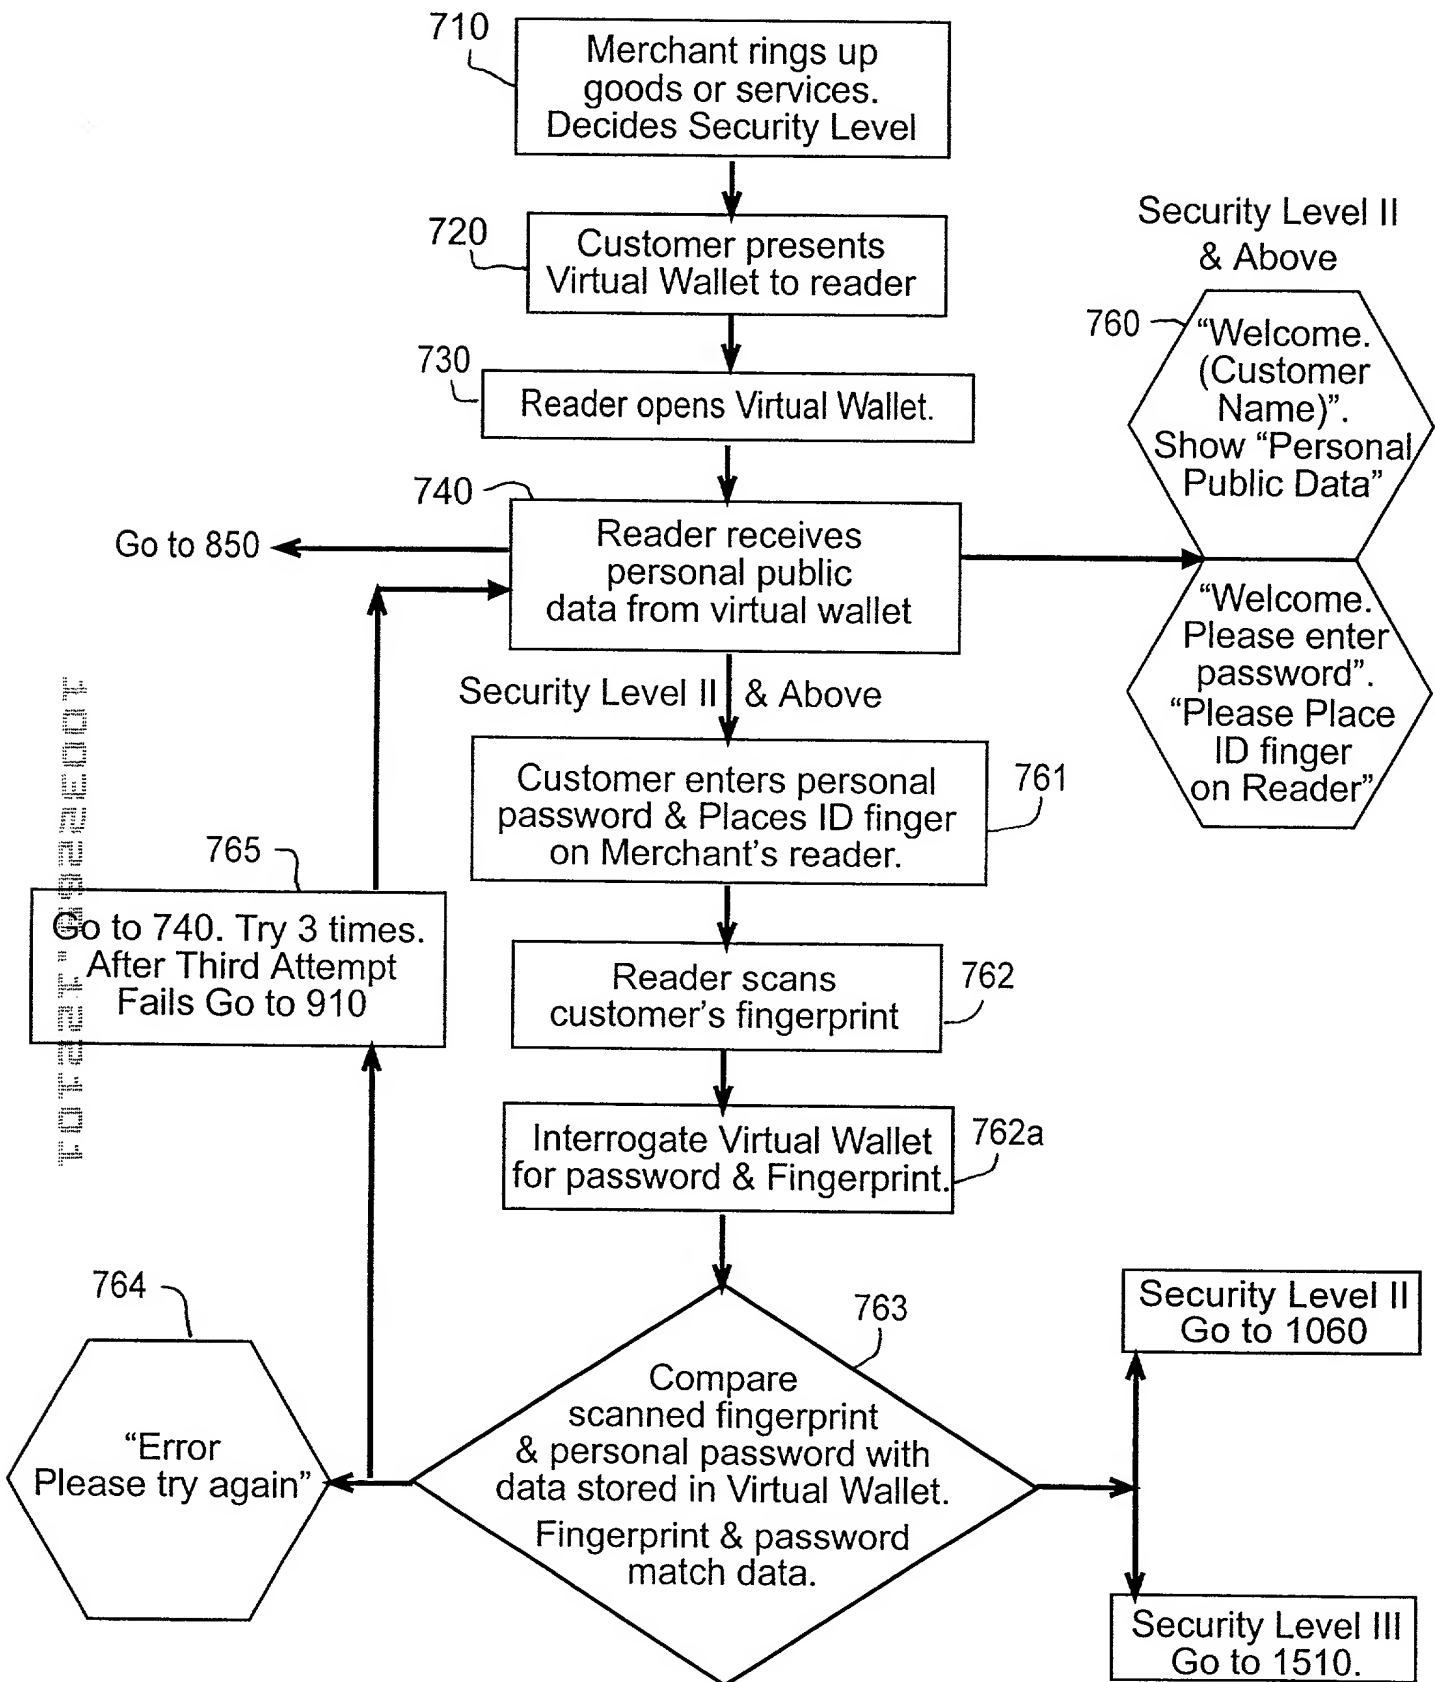 710
Merchant rings up
goods or services.
Decides Security Level
720
Customer presents
Virtual Wallet to reader
Security Level II
& Above
730
Reader opens Virtual Wallet.
760
“Welcome.
(Customer
Name)”.
Show “Personal
Public Data”
740
Go to 850
Reader receives
personal public
data from virtual wallet
“Welcome.
Please enter
password”.
“Please Place
ID finger
on Reader”
Security Level II & Above
Customer enters personal
password & Places ID finger
on Merchant’s reader.
761
765
Go to 740. Try 3 times.
After Third Attempt
Fails Go to 910
Reader scans
customer’s fingerprint
762
Interrogate Virtual Wallet
for password & Fingerprint.
762a
764
“Error
Please try again”
763
Compare
scanned fingerprint
& personal password with
data stored in Virtual Wallet.
Fingerprint & password
match data.
Security Level II
Go to 1060
Security Level III
Go to 1510.